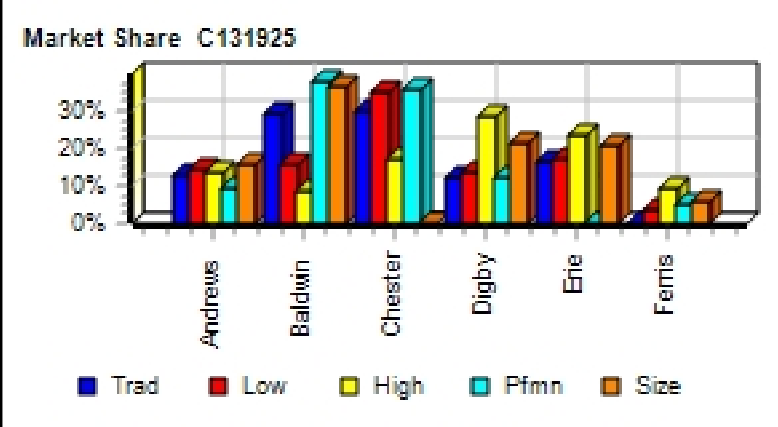 Market Share C131925
30%
20%
10%
0%
Andrews
Baldwin
Chester
Digby
Erie
Ferris
Trad
Low
High
Pfmn
Size